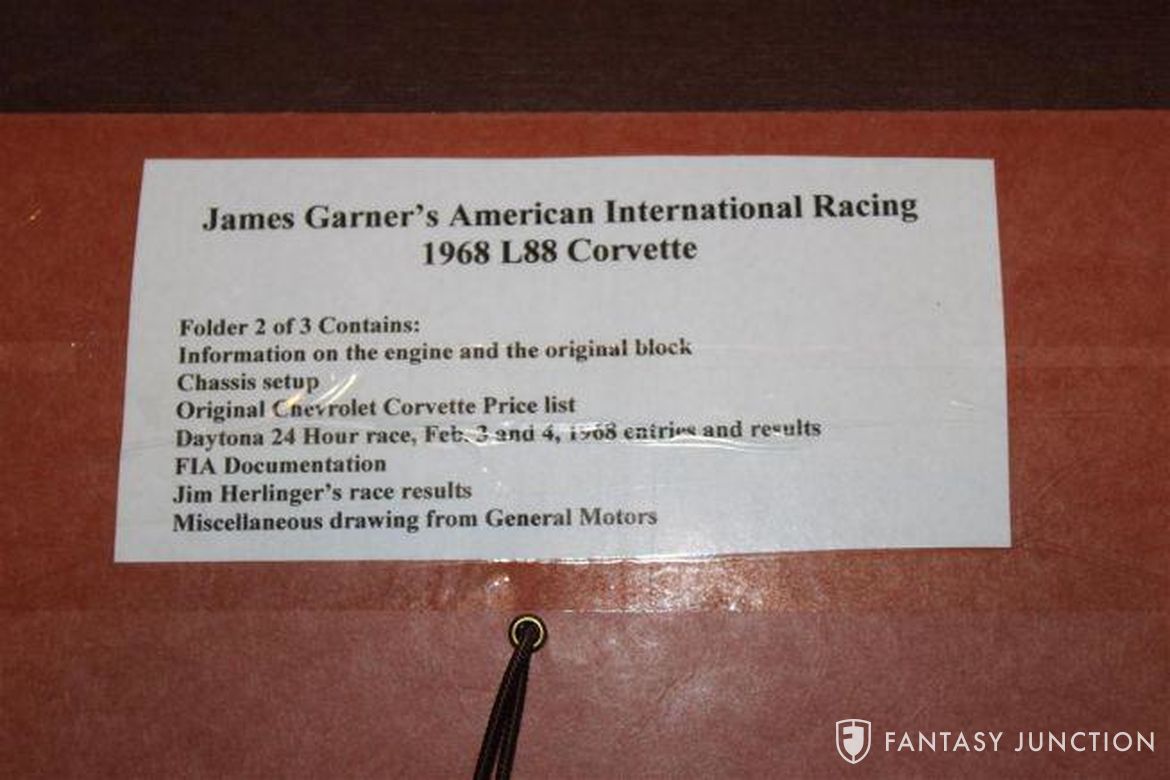 James Garner's American International Racing
1968 L88 Corvette
Folder 2 of 3 Contains:
Information on the engine and the original block
Chassis setup
Original Chevrolet Corvette Price list
Daytona 24 Hour race, Feb. 3 and 4, 1968 entries and results
FIA Documentation
Jim Herlinger's race results
Miscellaneous drawing from General Motors
FANTASY JUNCTION